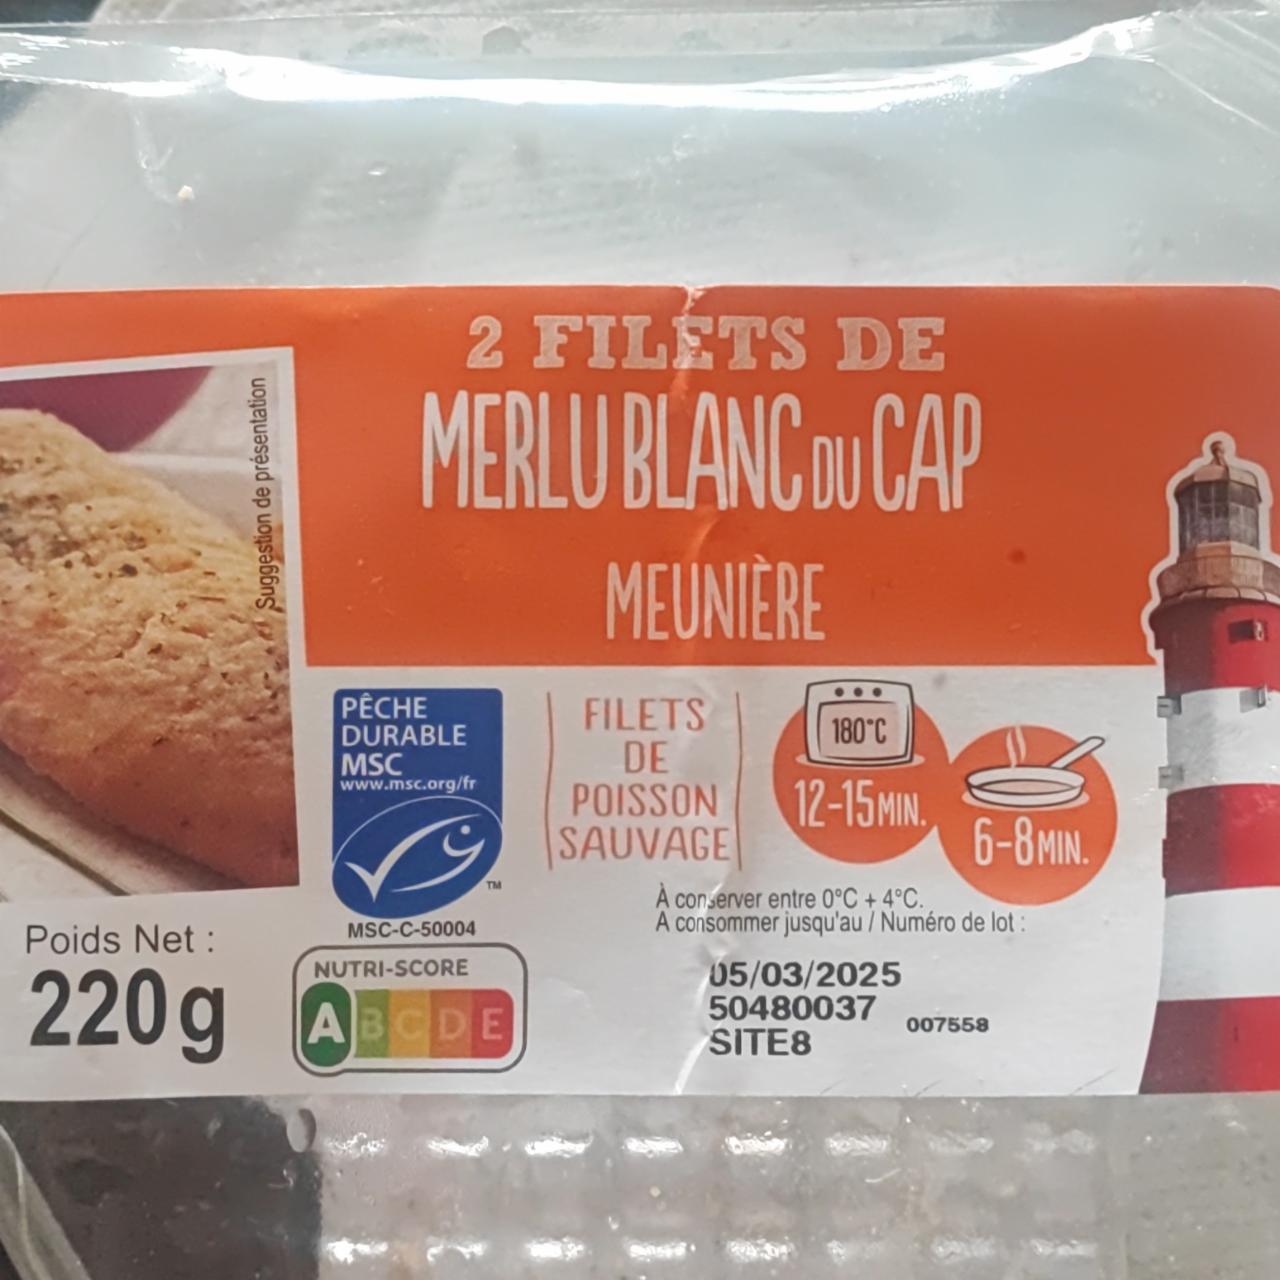 2 FILETS DE
MERLU BLANC DU CAP
MEUNIÈRE
Suggestion de présentation
PÊCHE
DURABLE
MSC
www.msc.org/fr
TM
MSC-C-50004
FILETS
DE
POISSON
SAUVAGE
180°C
12-15 MIN.
6-8 MIN.
À conserver entre 0°C + 4°C.
A consommer jusqu'au / Numéro de lot :
05/03/2025
50480037
007558
SITE8
Poids Net :
220g
NUTRI-SCORE
A B C D E